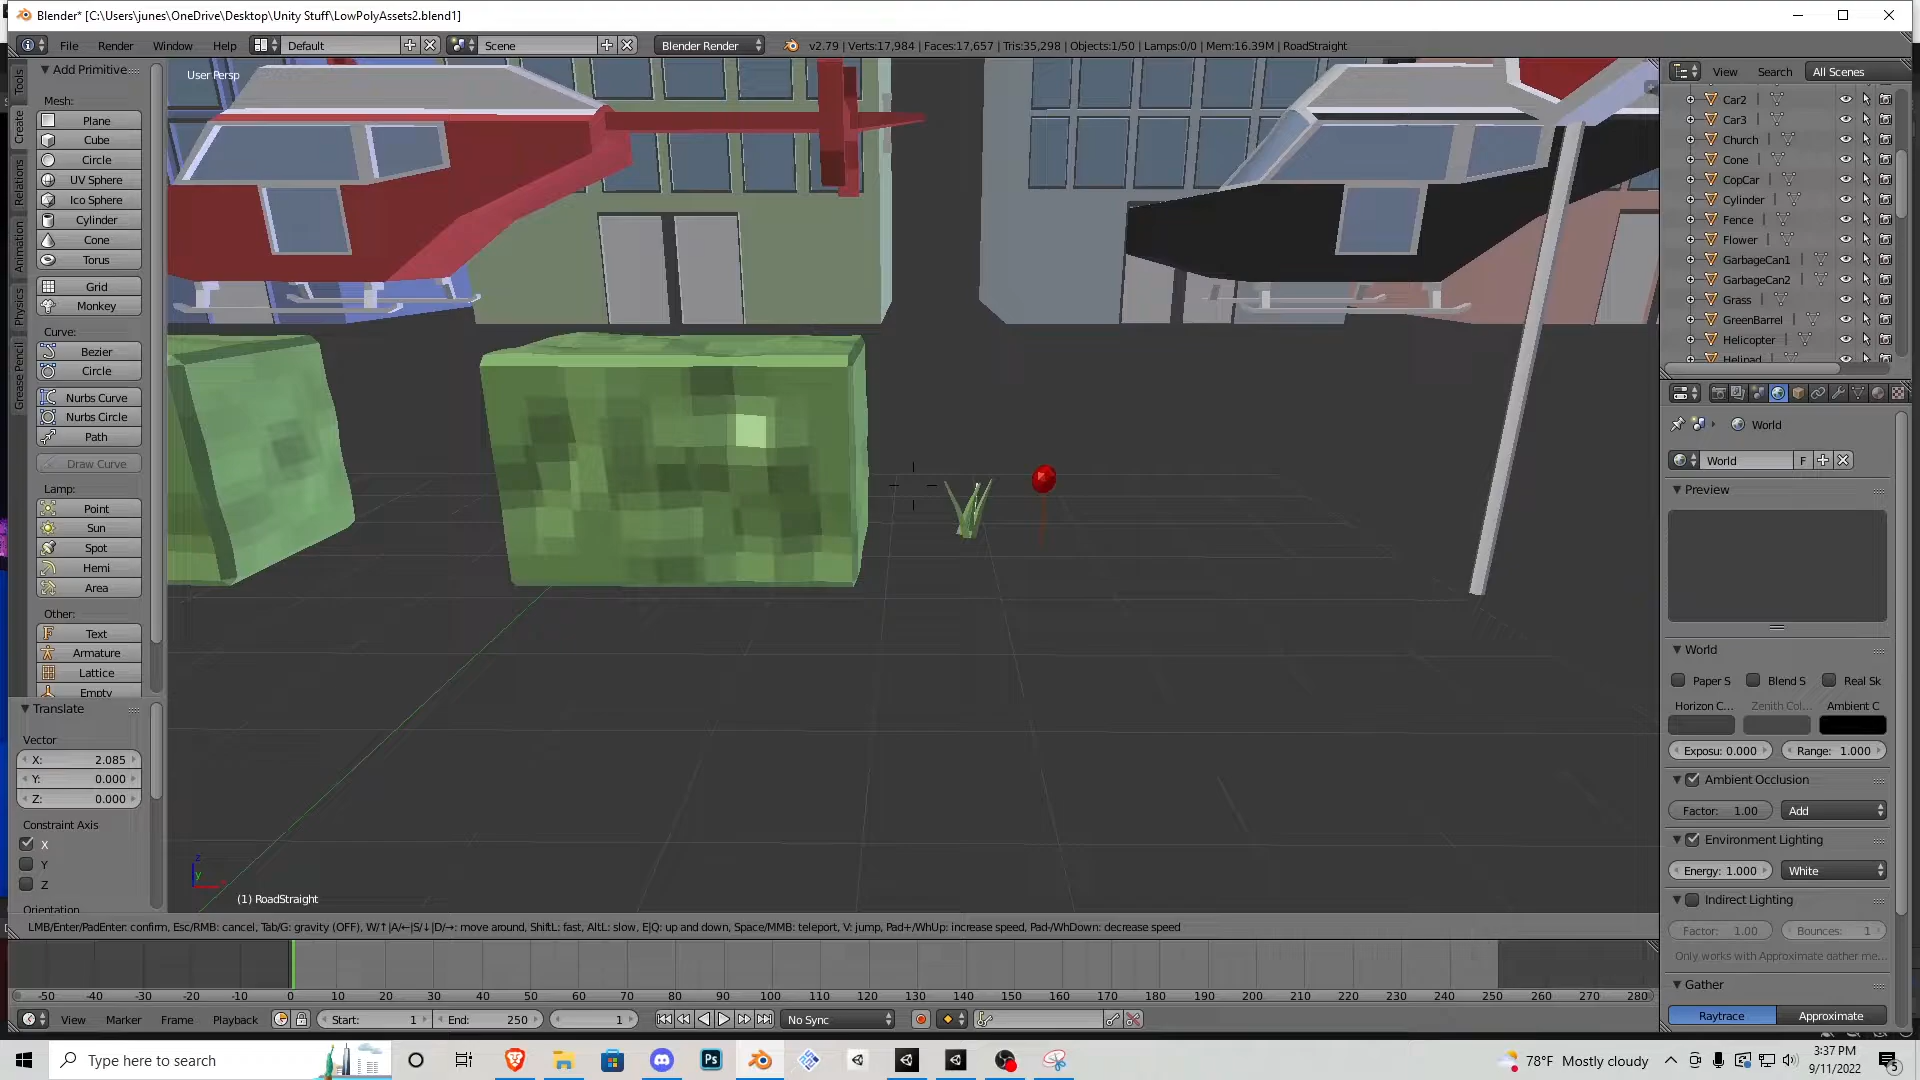 Blender* [C:\Users\junes\OneDrive\Desktop\Unity Stuff\LowPolyAssets2.blend1]
File Render Window Help Default Scene Blender Render v2.79 | Verts:17,984 | Faces:17,657 | Tris:35,298 | Objects:1/50 | Lamps:0/0 | Mem:16.39M | RoadStraight
Tools
Create
Relations
Animation
Physics
Grease Pencil
Add Primitive
Mesh:
Plane
Cube
Circle
UV Sphere
Ico Sphere
Cylinder
Cone
Torus
Grid
Monkey
Curve:
Bezier
Circle
Nurbs Curve
Nurbs Circle
Path
Draw Curve
Lamp:
Point
Sun
Spot
Hemi
Area
Other:
Text
Armature
Lattice
Empty
Translate
Vector
X: 2.085
Y: 0.000
Z: 0.000
Constraint Axis
X
Y
Z
Orientation
User Persp
z
y
(1) RoadStraight
LMB/Enter/PadEnter: confirm, Esc/RMB: cancel, Tab/G: gravity (OFF), W/↑|A/←|S/↓|D/→: move around, ShiftL: fast, AltL: slow, E|Q: up and down, Space/MMB: teleport, V: jump, Pad+/WhUp: increase speed, Pad-/WhDown: decrease speed
View Search All Scenes
Car2
Car3
Church
Cone
CopCar
Cylinder
Fence
Flower
GarbageCan1
GarbageCan2
Grass
GreenBarrel
Helicopter
Helipad
World
World F
Preview
World
Paper S Blend S Real Sk
Horizon C... Zenith Col... Ambient C
Exposu: 0.000 Range: 1.000
Ambient Occlusion
Factor: 1.00 Add
Environment Lighting
Energy: 1.000 White
Indirect Lighting
Factor: 1.00 Bounces: 1
Only works with Approximate gather me...
Gather
Raytrace Approximate
-50 -40 -30 -20 -10 0 10 20 30 40 50 60 70 80 90 100 110 120 130 140 150 160 170 180 190 200 210 220 230 240 250 260 270 280
View Marker Frame Playback Start: 1 End: 250 1 No Sync
Type here to search
Ps
78°F Mostly cloudy
3:37 PM
9/11/2022
5